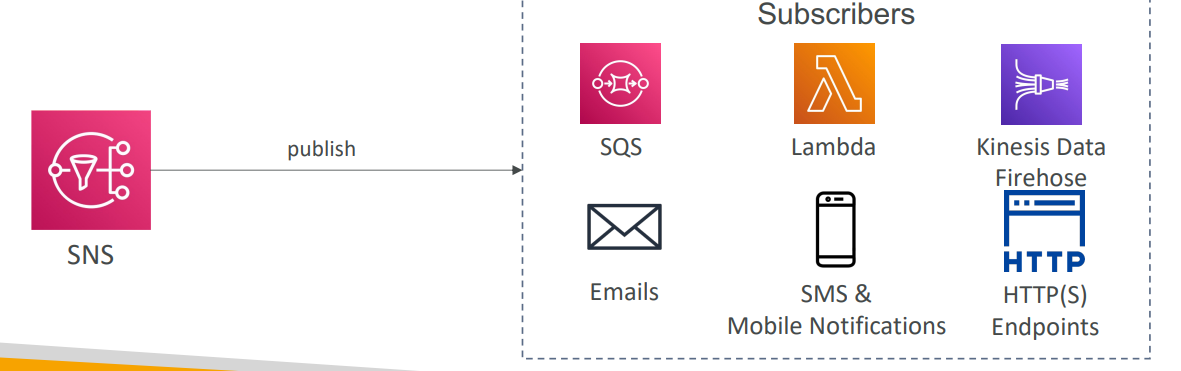 Subscribers
publish
SNS
SQS
Lambda
Kinesis Data
Firehose
HTTP
Emails
SMS &
Mobile Notifications
HTTP(S)
Endpoints